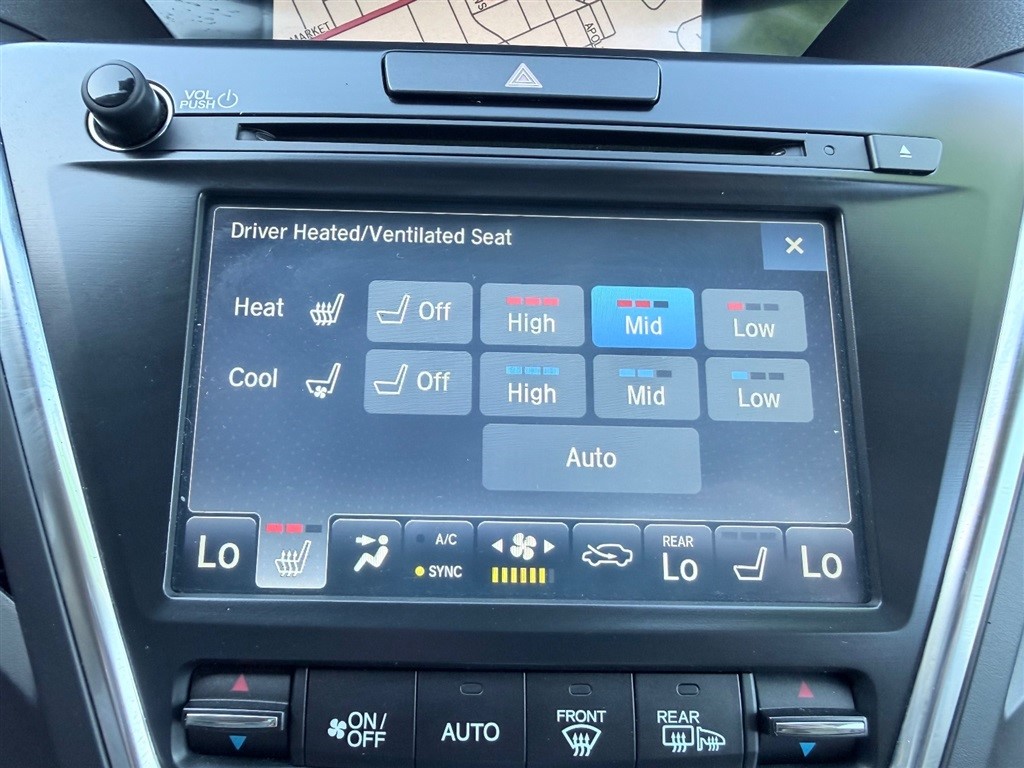 MARKET
APOL
VOL
PUSH
Driver Heated/Ventilated Seat
Heat
Off
High
Mid
Low
Cool
Off
High
Mid
Low
Auto
Lo
A/C
SYNC
REAR
Lo
Lo
ON/
OFF
AUTO
FRONT
REAR